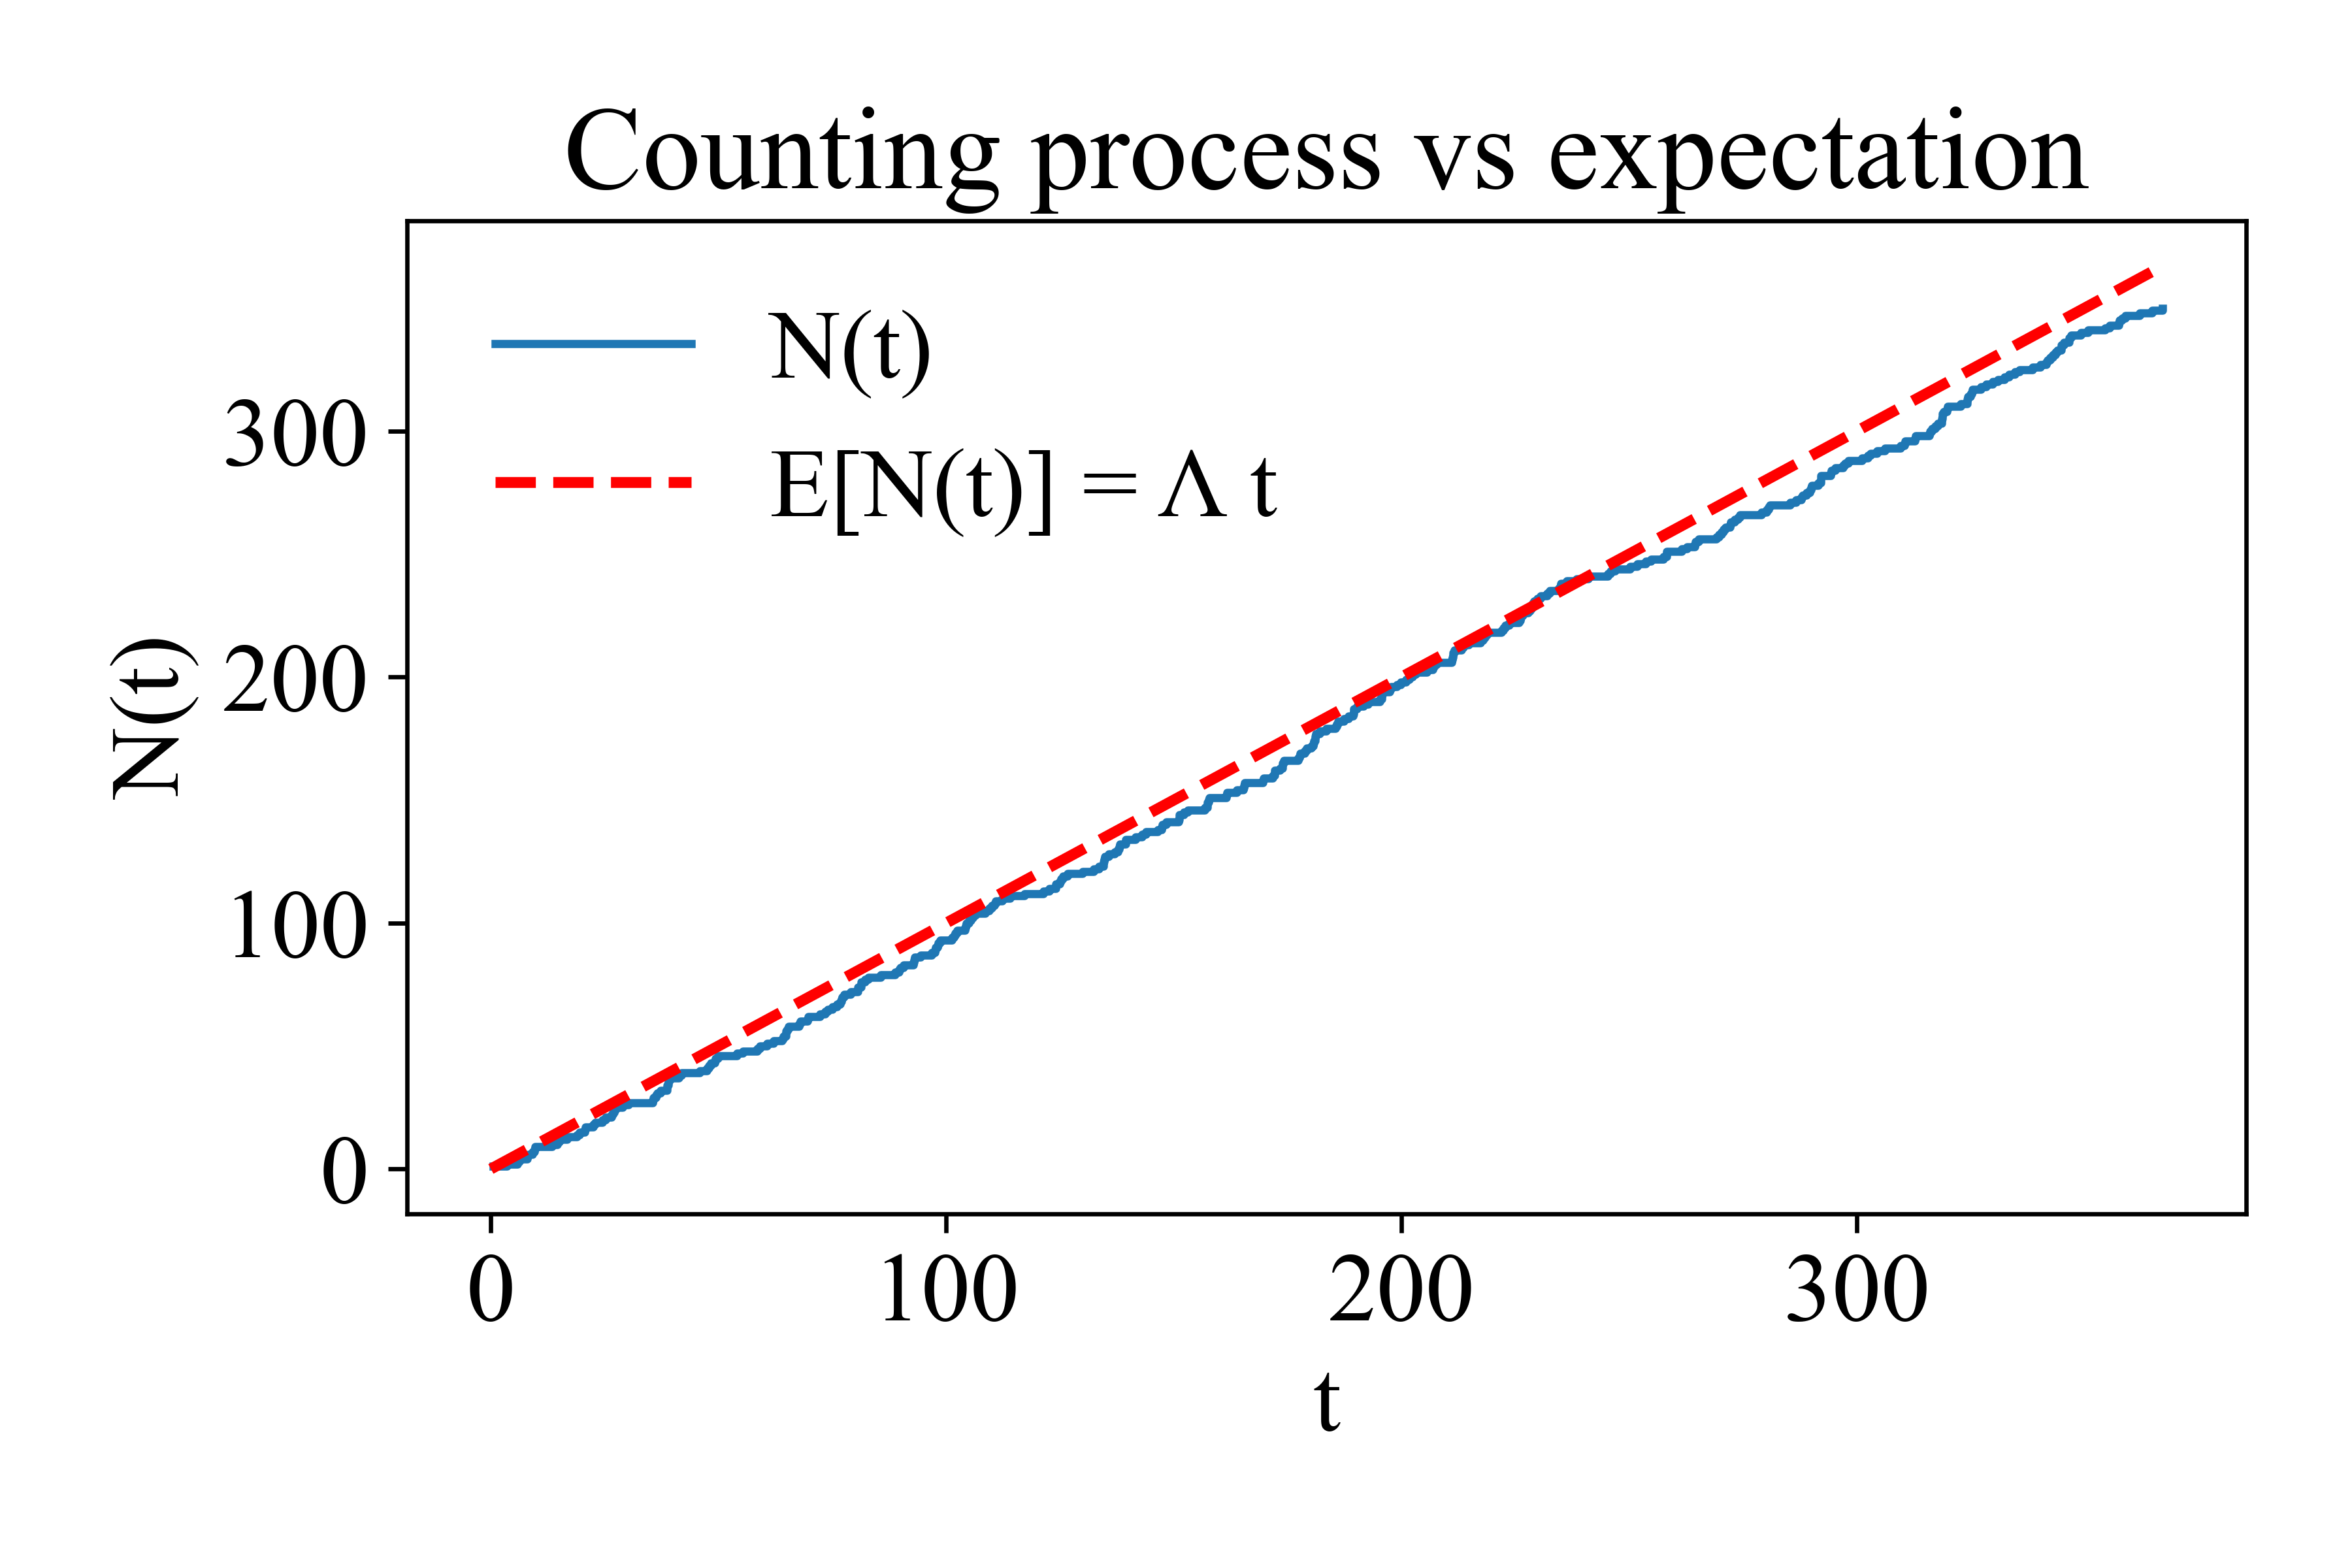 Counting process vs expectation
N(t)
E[N(t)] = Λ t
N(t)
300
200
100
0
0 100 200 300
t